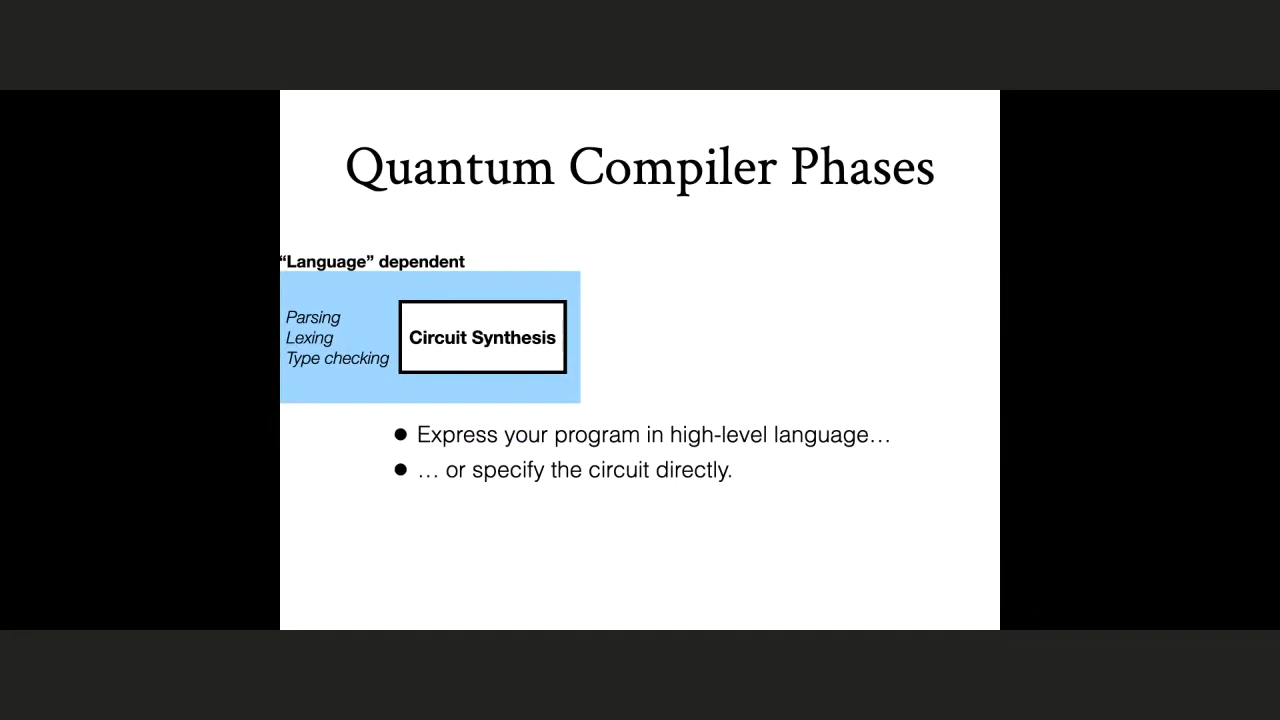 Quantum Compiler Phases
“Language” dependent
Parsing
Lexing
Type checking
Circuit Synthesis
● Express your program in high-level language…
● … or specify the circuit directly.